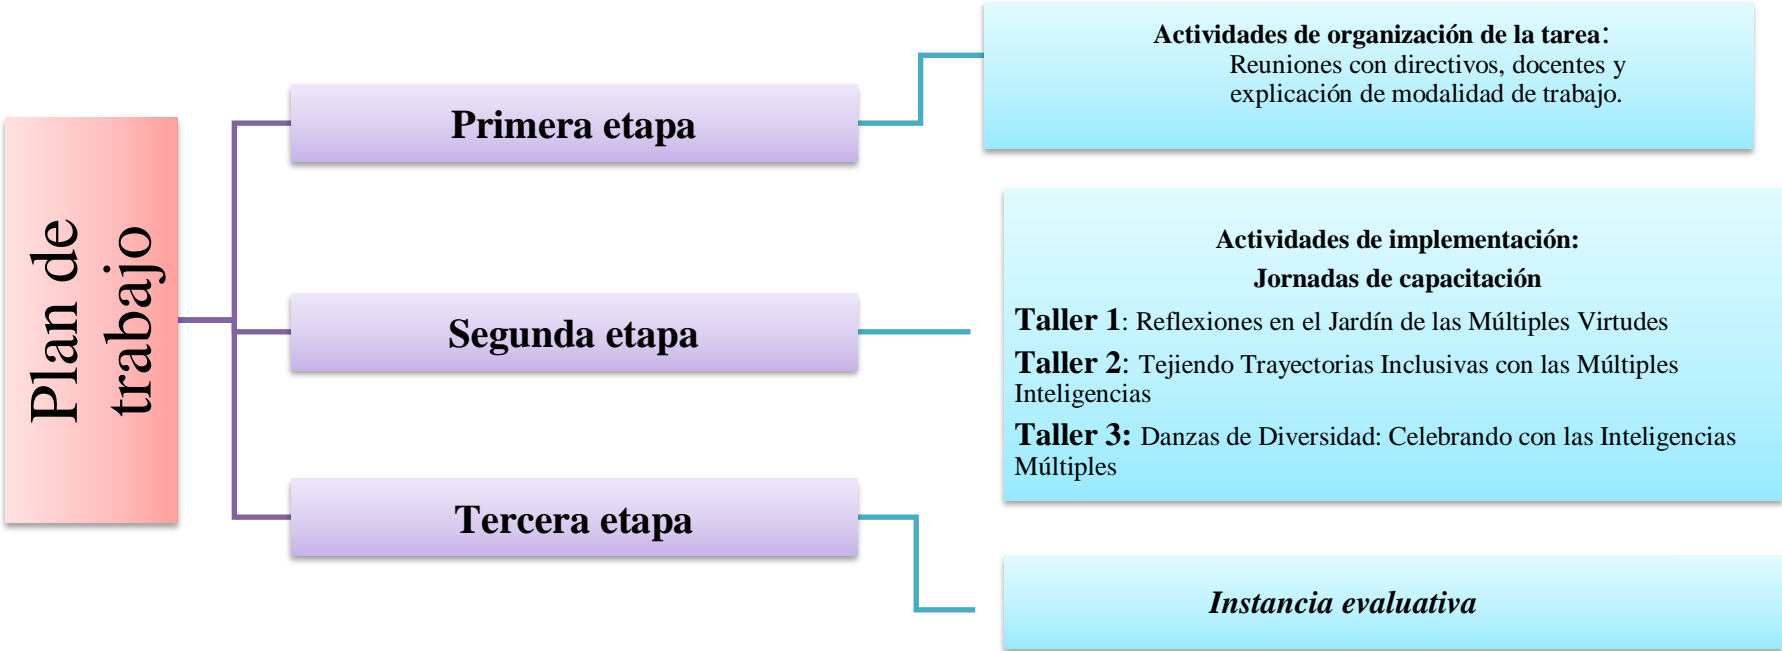 Plan de
trabajo
Primera etapa
Actividades de organización de la tarea:
Reuniones con directivos, docentes y
explicación de modalidad de trabajo.
Segunda etapa
Actividades de implementación:
Jornadas de capacitación
Taller 1: Reflexiones en el Jardín de las Múltiples Virtudes
Taller 2: Tejiendo Trayectorias Inclusivas con las Múltiples
Inteligencias
Taller 3: Danzas de Diversidad: Celebrando con las Inteligencias
Múltiples
Tercera etapa
Instancia evaluativa